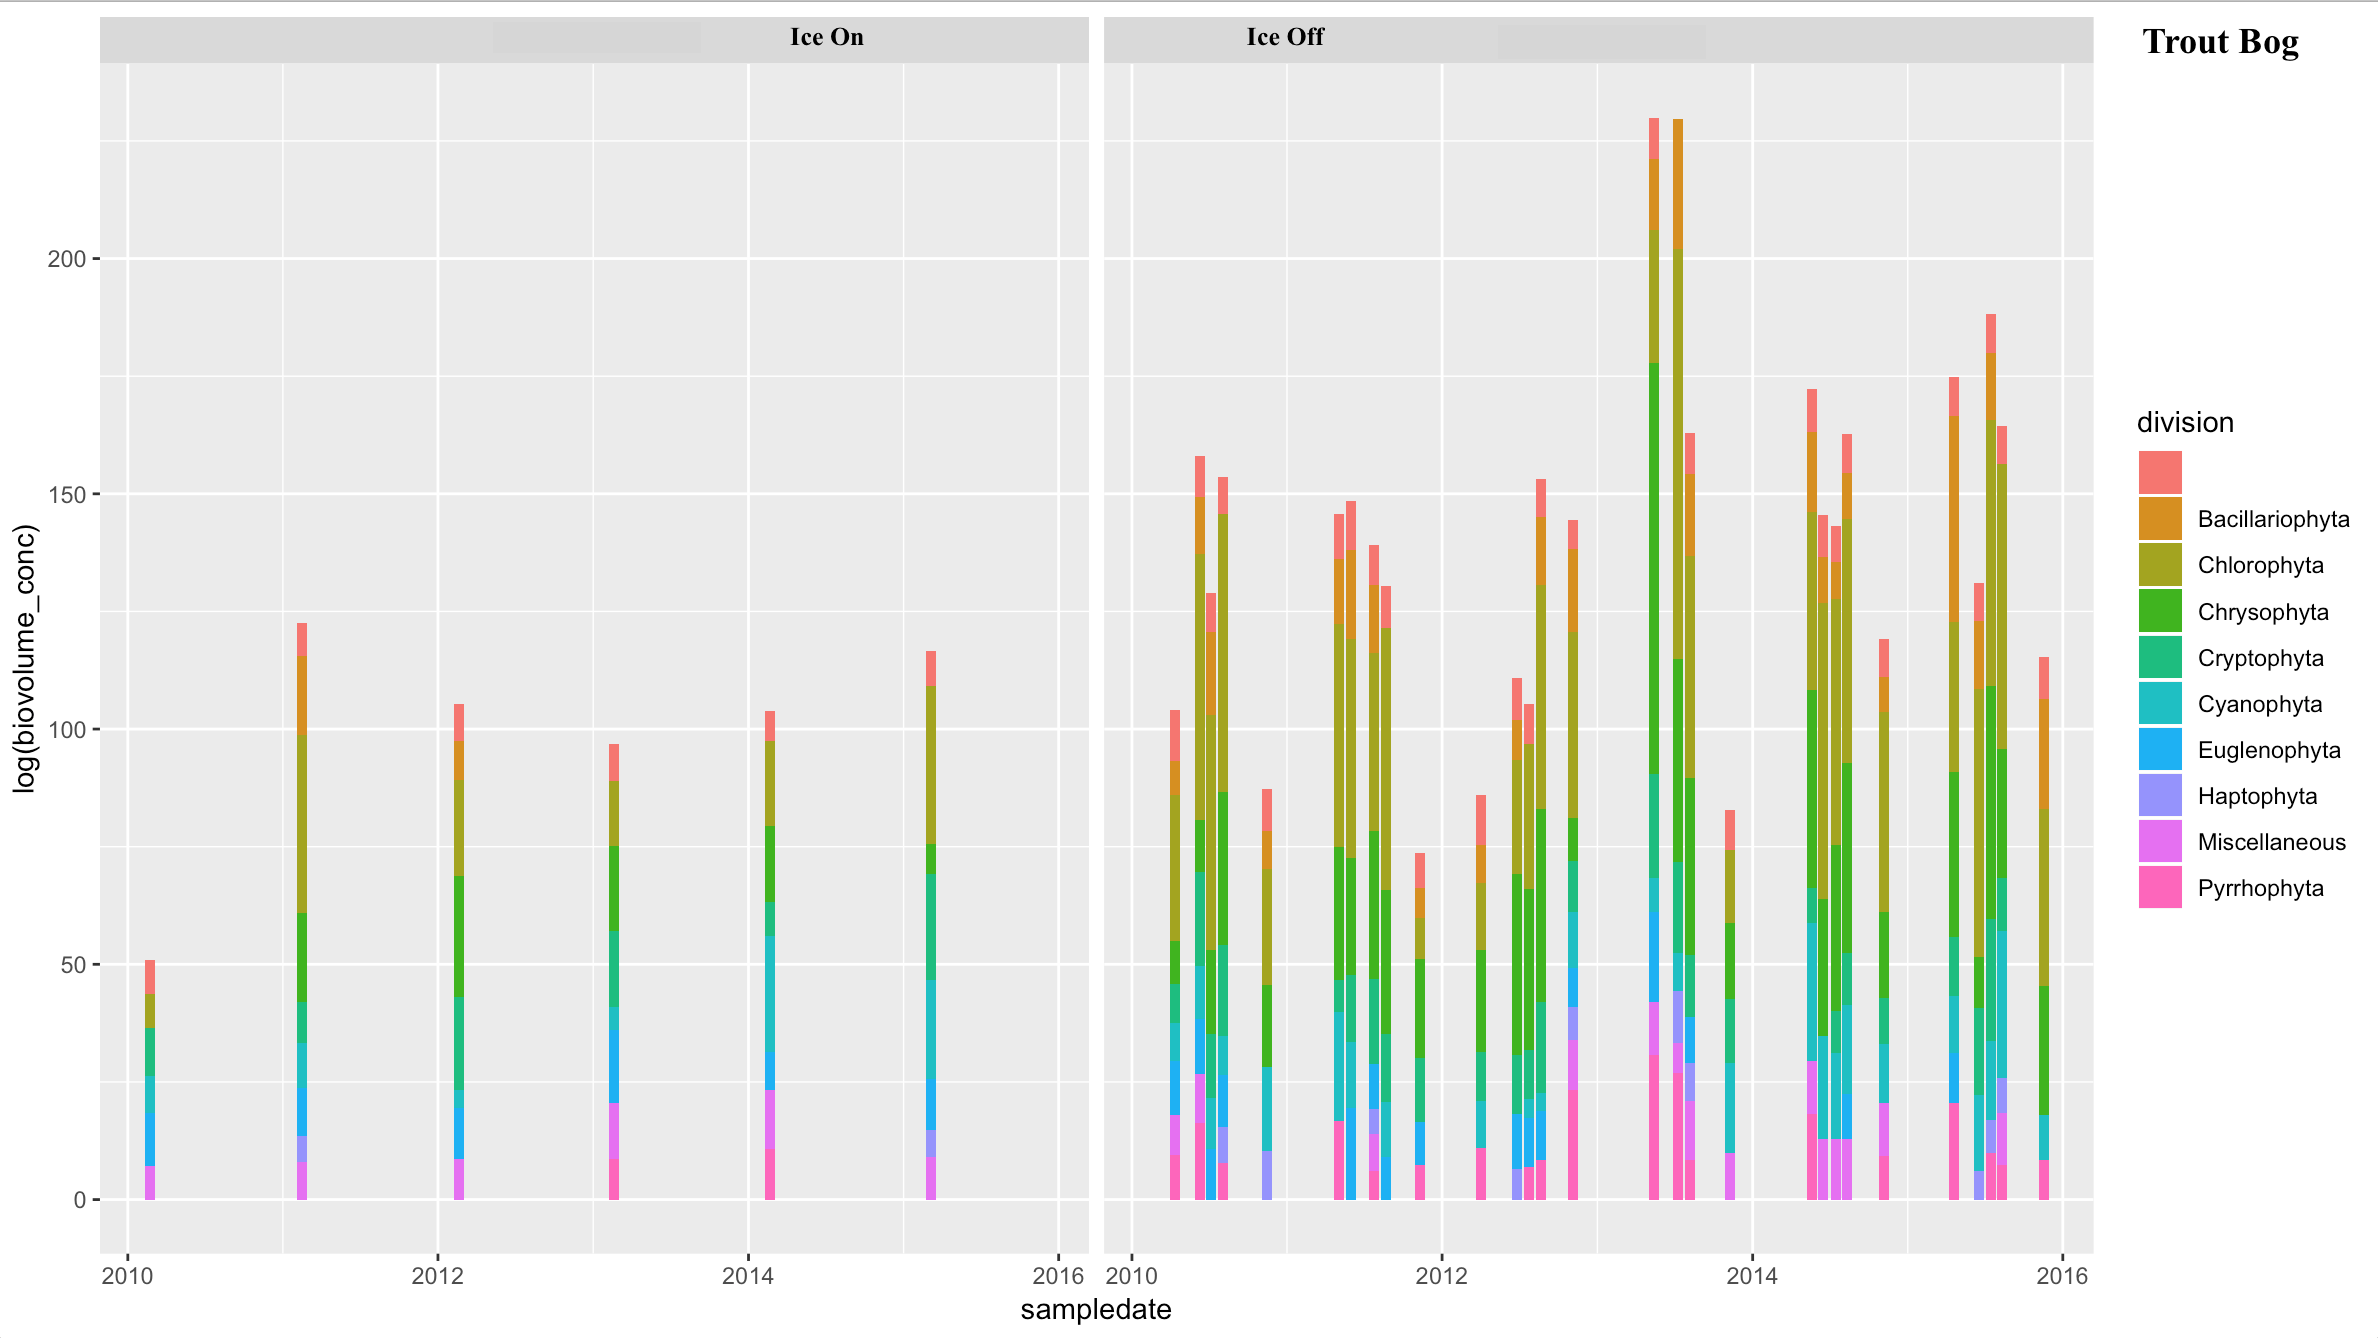 Ice On
Ice Off
Trout Bog
log(biovolume_conc)
200
150
100
50
0
2010
2012
2014
2016
2010
2012
2014
2016
sampledate
division
Bacillariophyta
Chlorophyta
Chrysophyta
Cryptophyta
Cyanophyta
Euglenophyta
Haptophyta
Miscellaneous
Pyrrhophyta